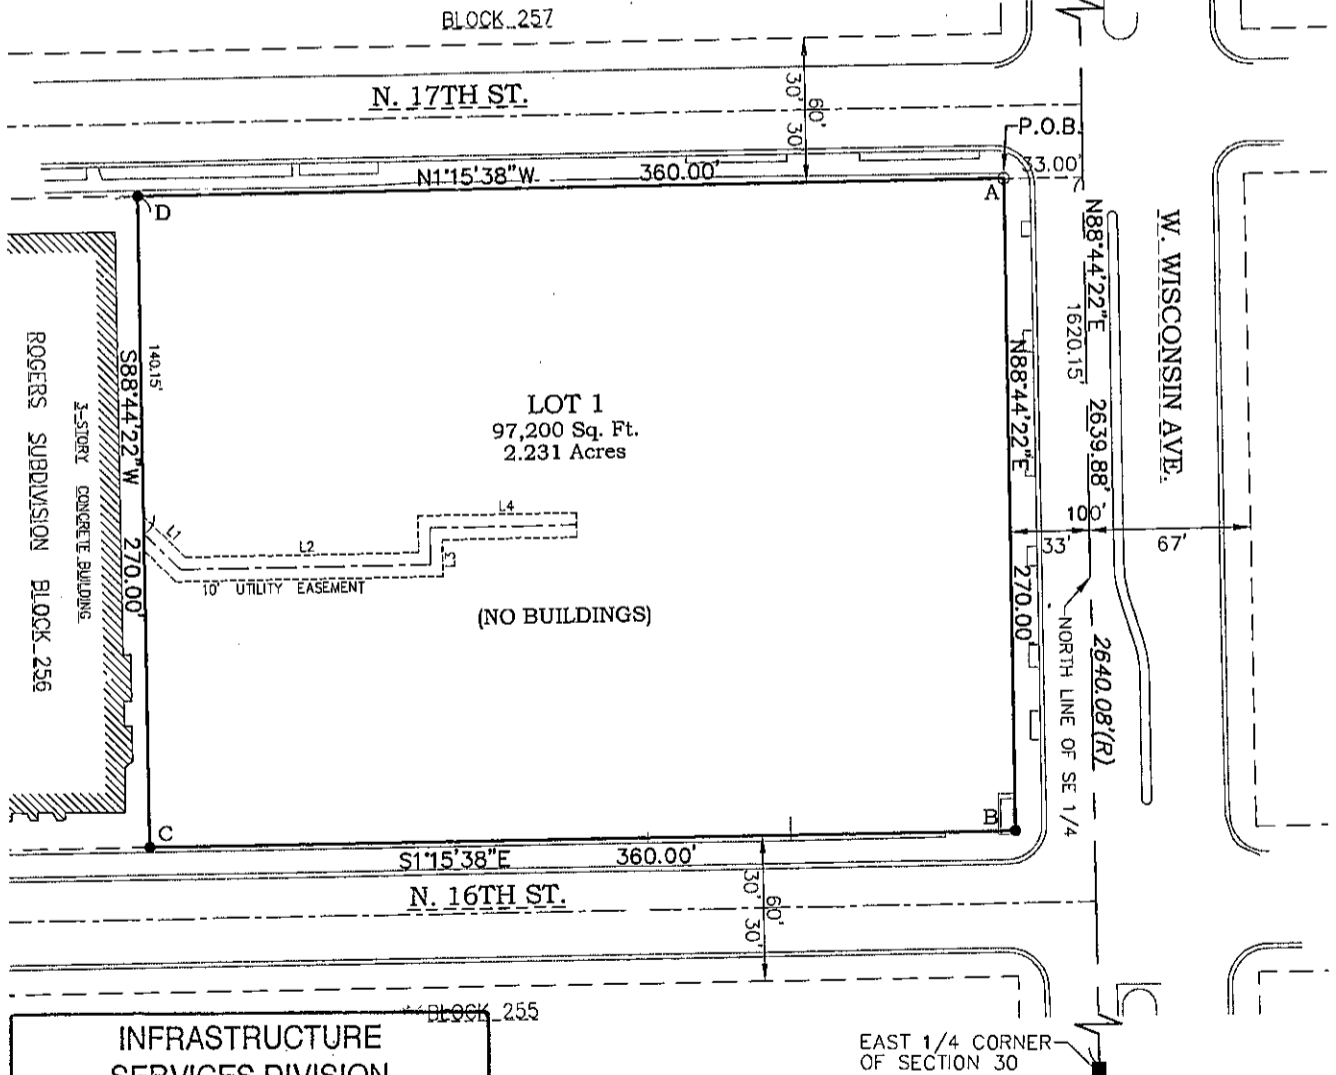 BLOCK 257
N. 17TH ST.
30'
60'
30'
P.O.B.
33.00'
N1°15'38"W
360.00'
A
D
N88°44'22"E
1620.15'
2639.88'
W. WISCONSIN AVE.
N88°44'22"E
270.00'
140.15'
S88°44'22"W
270.00'
3-STORY CONCRETE BUILDING
ROGERS SUBDIVISION BLOCK 256
LOT 1
97,200 Sq. Ft.
2.231 Acres
L1
L2
L3
L4
10' UTILITY EASEMENT
(NO BUILDINGS)
100'
33'
67'
NORTH LINE OF SE 1/4
2640.08'(R)
B
C
S1°15'38"E
360.00'
N. 16TH ST.
30'
60'
30'
BLOCK 255
INFRASTRUCTURE
SERVICES DIVISION
EAST 1/4 CORNER
OF SECTION 30